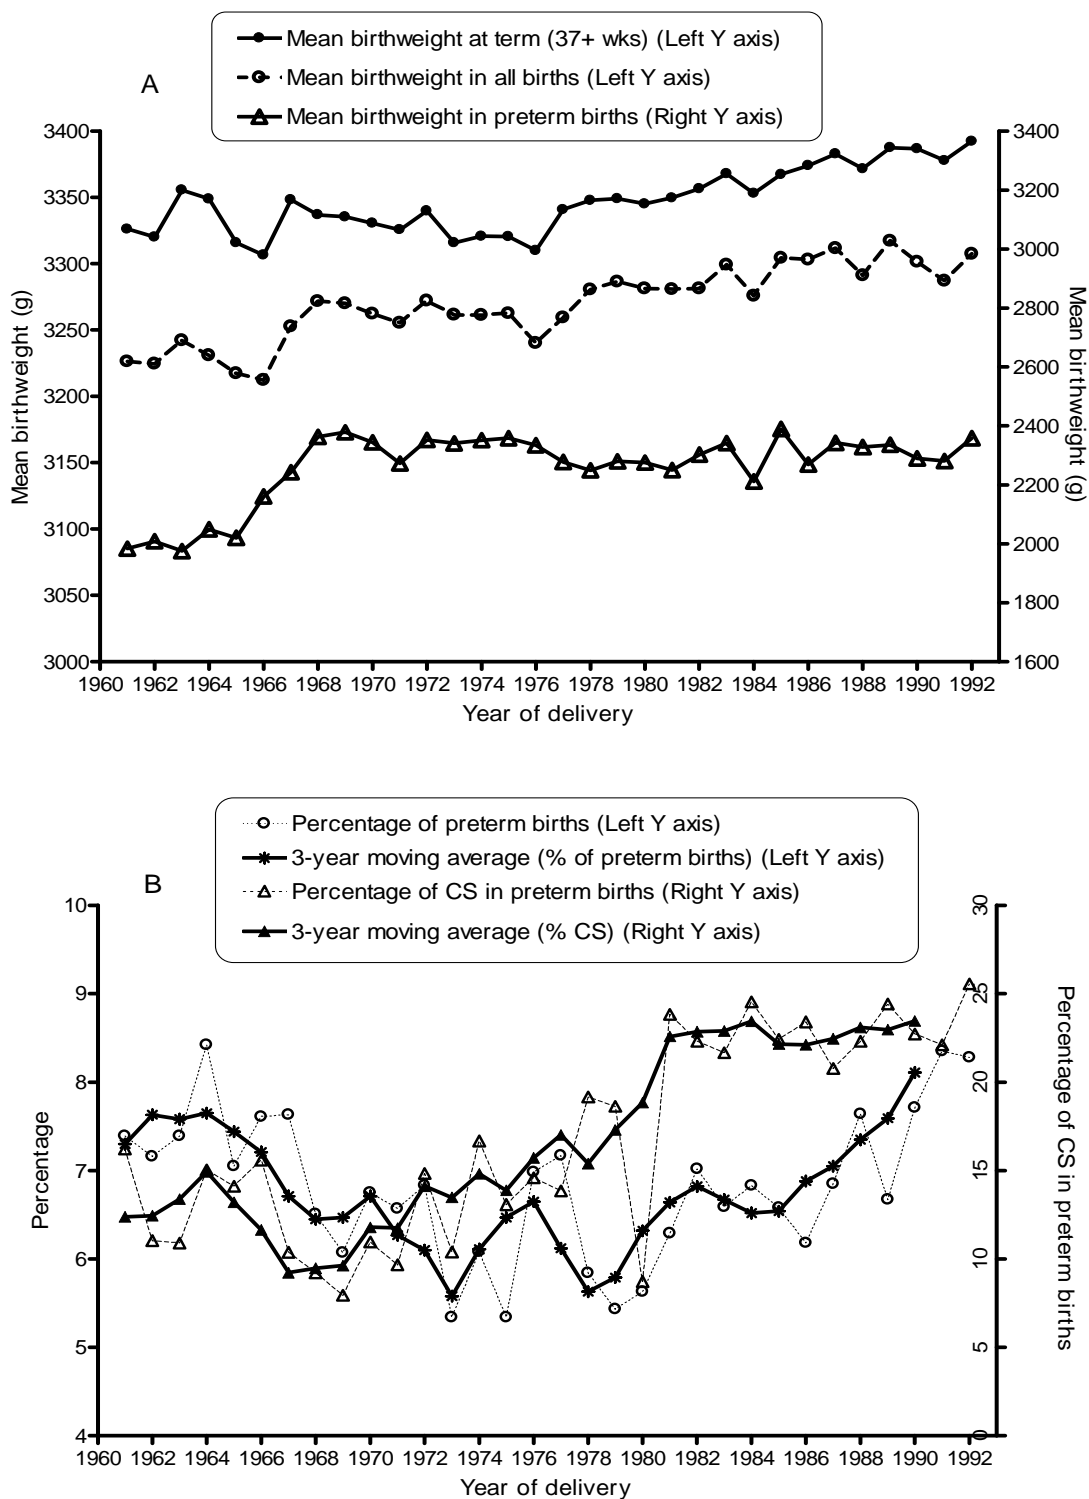 Mean birthweight at term (37+ wks) (Left Y axis)
Mean birthweight in all births (Left Y axis)
Mean birthweight in preterm births (Right Y axis)
A
3400
3350
3300
3250
3200
3150
3100
3050
3000
Mean birthweight (g)
3400
3200
3000
2800
2600
2400
2200
2000
1800
1600
Mean birthweight (g)
1960 1962 1964 1966 1968 1970 1972 1974 1976 1978 1980 1982 1984 1986 1988 1990 1992
Year of delivery
Percentage of preterm births (Left Y axis)
3-year moving average (% of preterm births) (Left Y axis)
Percentage of CS in preterm births (Right Y axis)
3-year moving average (% CS) (Right Y axis)
B
10
9
8
7
6
5
4
Percentage
30
25
20
15
10
5
0
Percentage of CS in preterm births
1960 1962 1964 1966 1968 1970 1972 1974 1976 1978 1980 1982 1984 1986 1988 1990 1992
Year of delivery